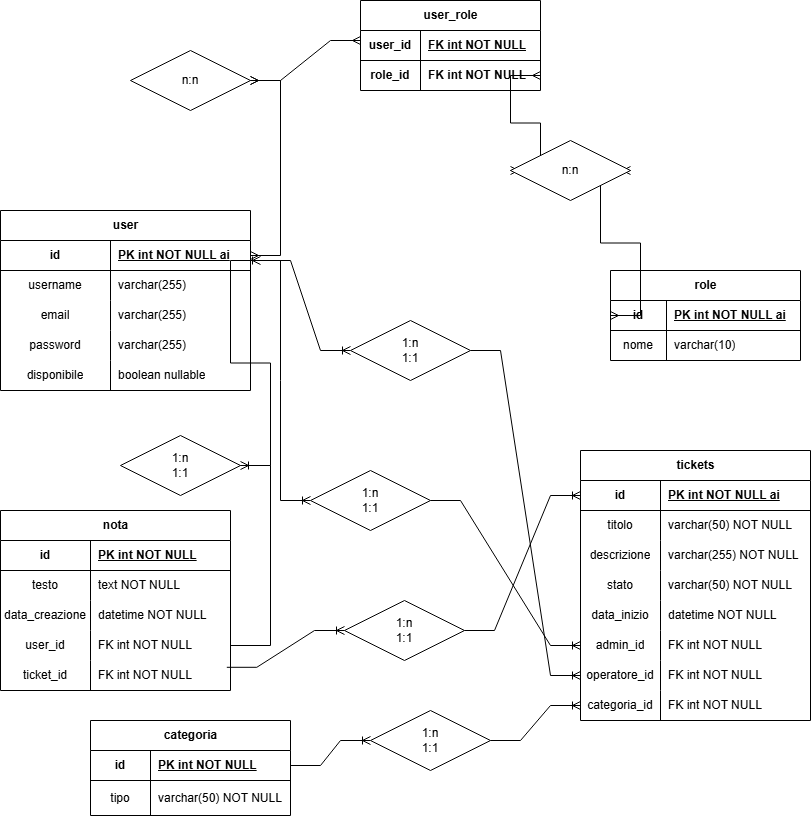 user_role
user_id FK int NOT NULL
role_id FK int NOT NULL
n:n
n:n
user
id PK int NOT NULL ai
username varchar(255)
email varchar(255)
password varchar(255)
disponibile boolean nullable
role
id PK int NOT NULL ai
nome varchar(10)
1:n
1:1
1:n
1:1
1:n
1:1
tickets
id PK int NOT NULL ai
titolo varchar(50) NOT NULL
descrizione varchar(255) NOT NULL
stato varchar(50) NOT NULL
data_inizio datetime NOT NULL
admin_id FK int NOT NULL
operatore_id FK int NOT NULL
categoria_id FK int NOT NULL
nota
id PK int NOT NULL
testo text NOT NULL
data_creazione datetime NOT NULL
user_id FK int NOT NULL
ticket_id FK int NOT NULL
1:n
1:1
categoria
id PK int NOT NULL
tipo varchar(50) NOT NULL
1:n
1:1